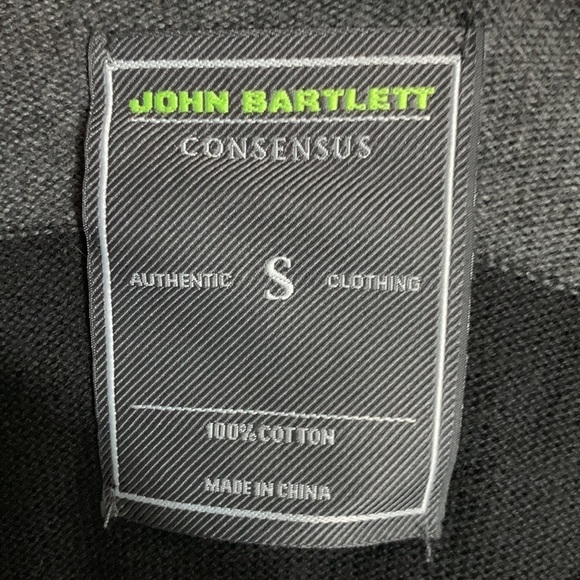 JOHN BARTLETT
CONSENSUS
AUTHENTIC S CLOTHING
100% COTTON
MADE IN CHINA